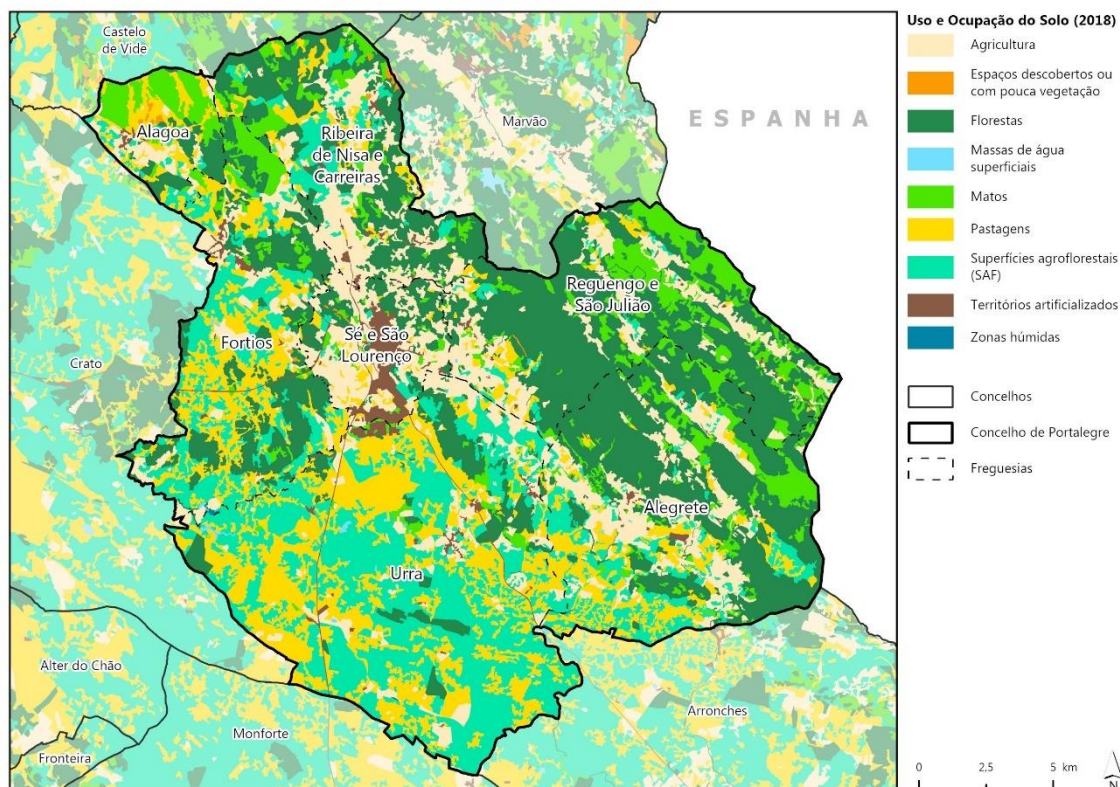 Castelo
de Vide
Alagoa
Ribeira
de Nisa e
Carreiras
Marvão
ESPANHA
Reguengo e
São Julião
Sé e São
Lourenço
Fortios
Crato
Alegrete
Urra
Alter do Chão
Arronches
Monforte
Fronteira
Uso e Ocupação do Solo (2018)
Agricultura
Espaços descobertos ou
com pouca vegetação
Florestas
Massas de água
superficiais
Matos
Pastagens
Superfícies agroflorestais
(SAF)
Territórios artificializados
Zonas húmidas
Concelhos
Concelho de Portalegre
Freguesias
0 2.5 5 km
N